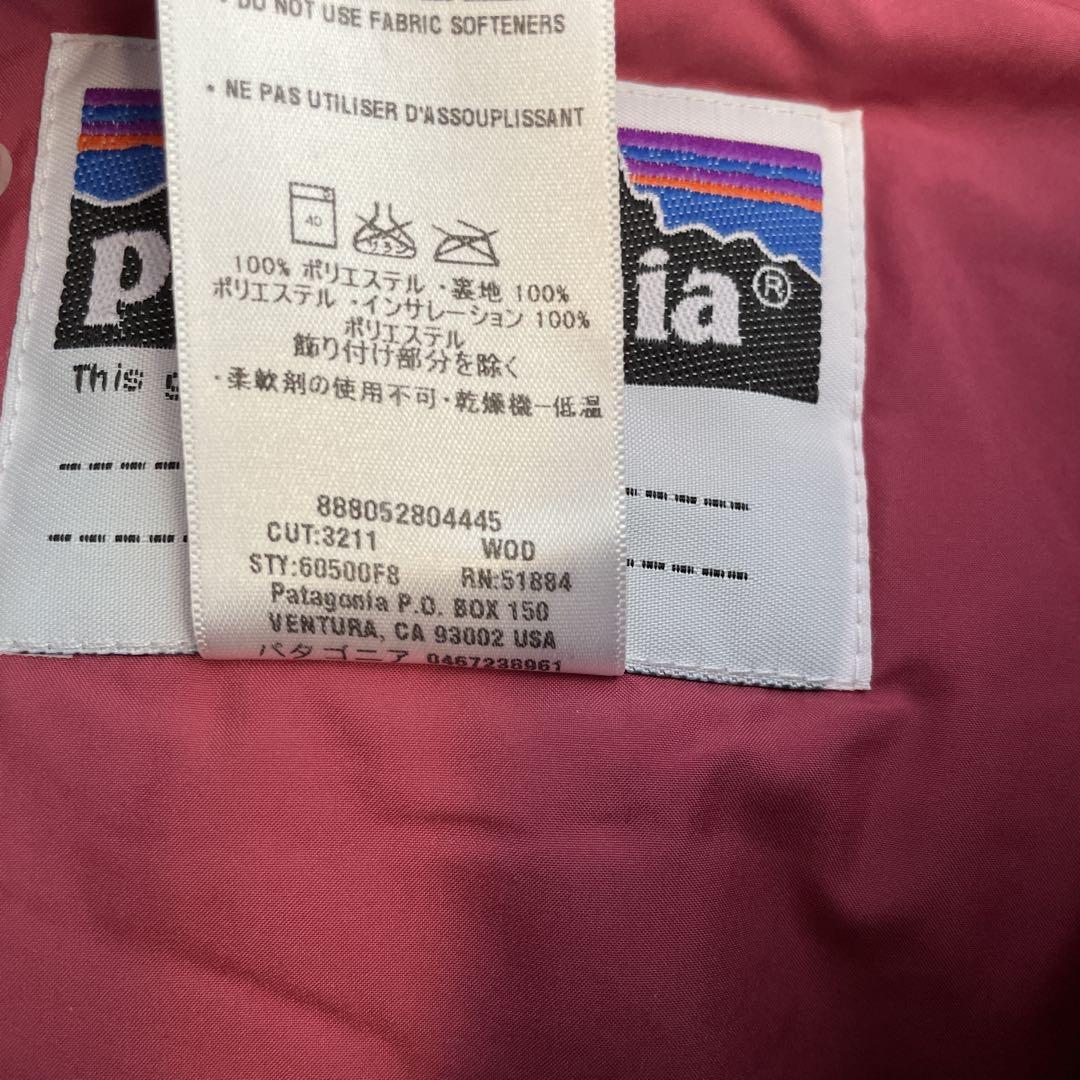 • DO NOT USE FABRIC SOFTENERS
• NE PAS UTILISER D'ASSOUPLISSANT
40
100% ポリエステル・裏地 100%
ポリエステル・インサレーション 100%
ポリエステル
飾り付け部分を除く
・柔軟剤の使用不可・乾燥機-低温
888052804445
CUT:3211 WOD
STY:60500F8 RN:51884
Patagonia P.O. BOX 150
VENTURA, CA 93002 USA
パタゴニア 0467238961
p ia®
This